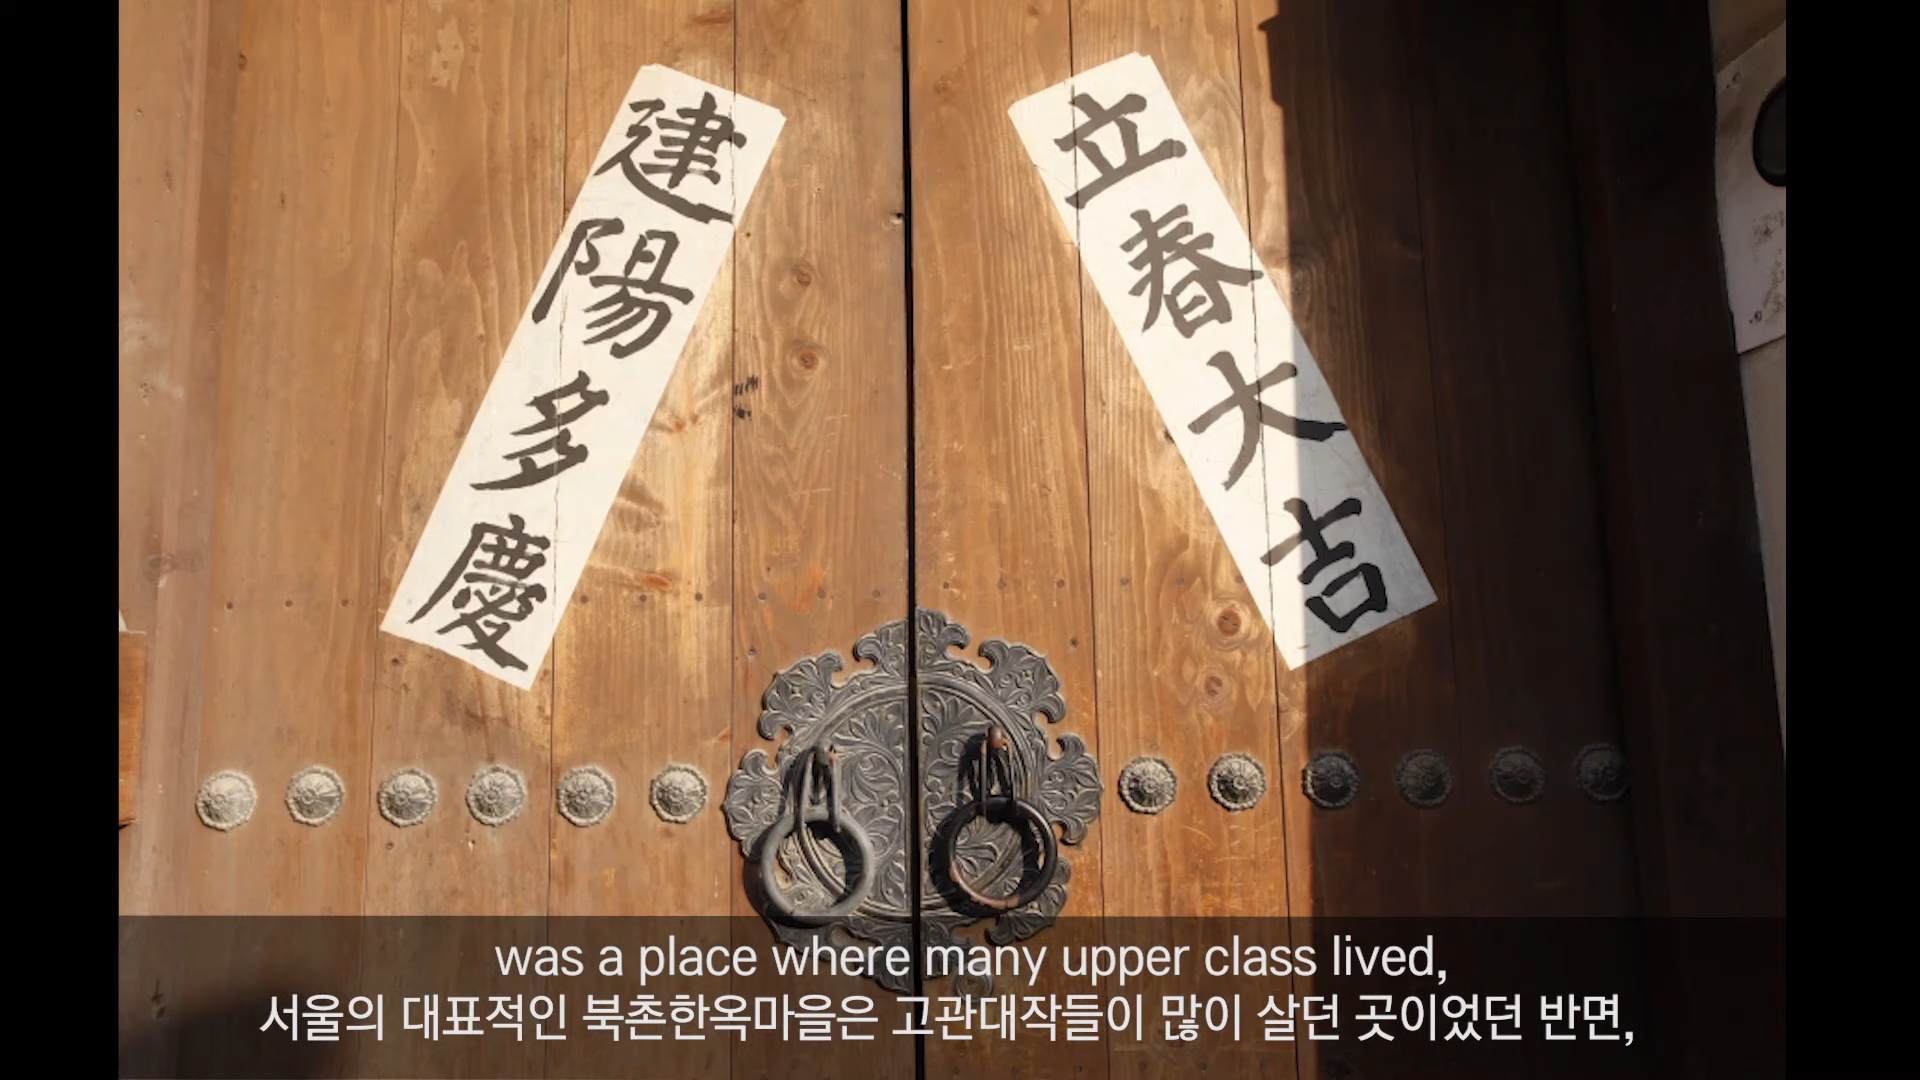 立春大吉
建陽多慶
was a place where many upper class lived,
서울의 대표적인 북촌한옥마을은 고관대작들이 많이 살던 곳이었던 반면,